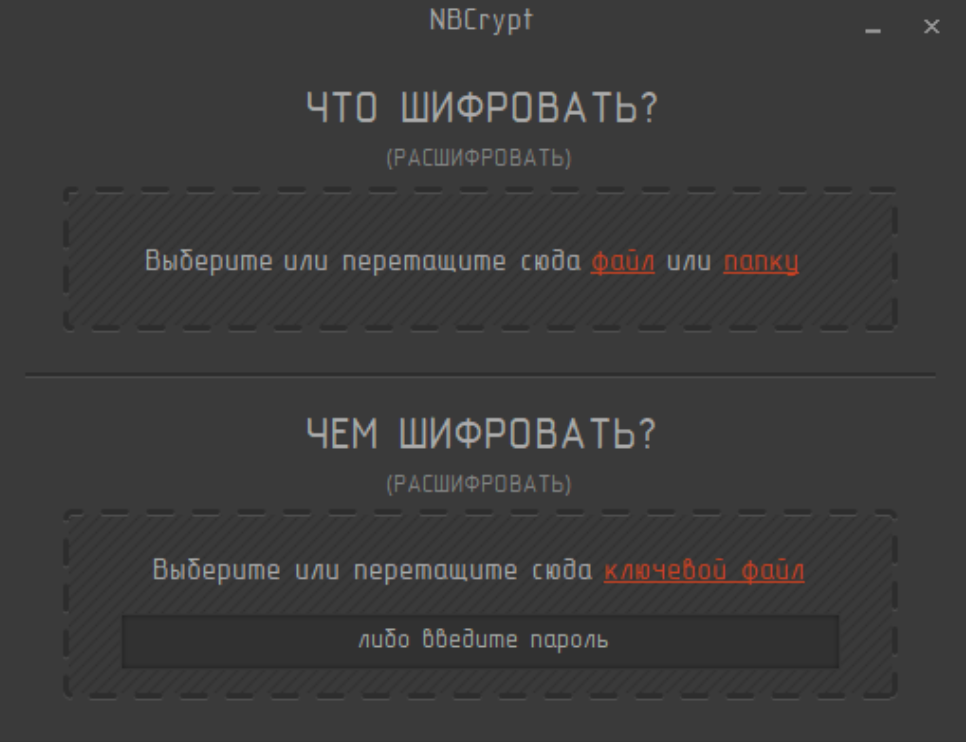 NBCrypt
ЧТО ШИФРОВАТЬ?
(РАСШИФРОВАТЬ)
Выберите или перетащите сюда файл или папку
ЧЕМ ШИФРОВАТЬ?
(РАСШИФРОВАТЬ)
Выберите или перетащите сюда ключевой файл
либо введите пароль